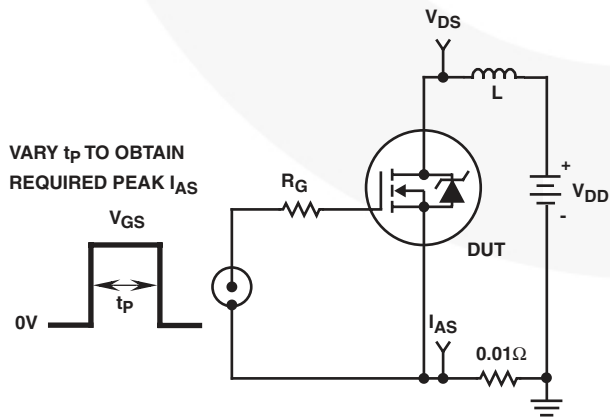 VDS
L
VARY tP TO OBTAIN
REQUIRED PEAK IAS
RG
+
VDD
-
VGS
DUT
tP
0V
IAS
0.01Ω